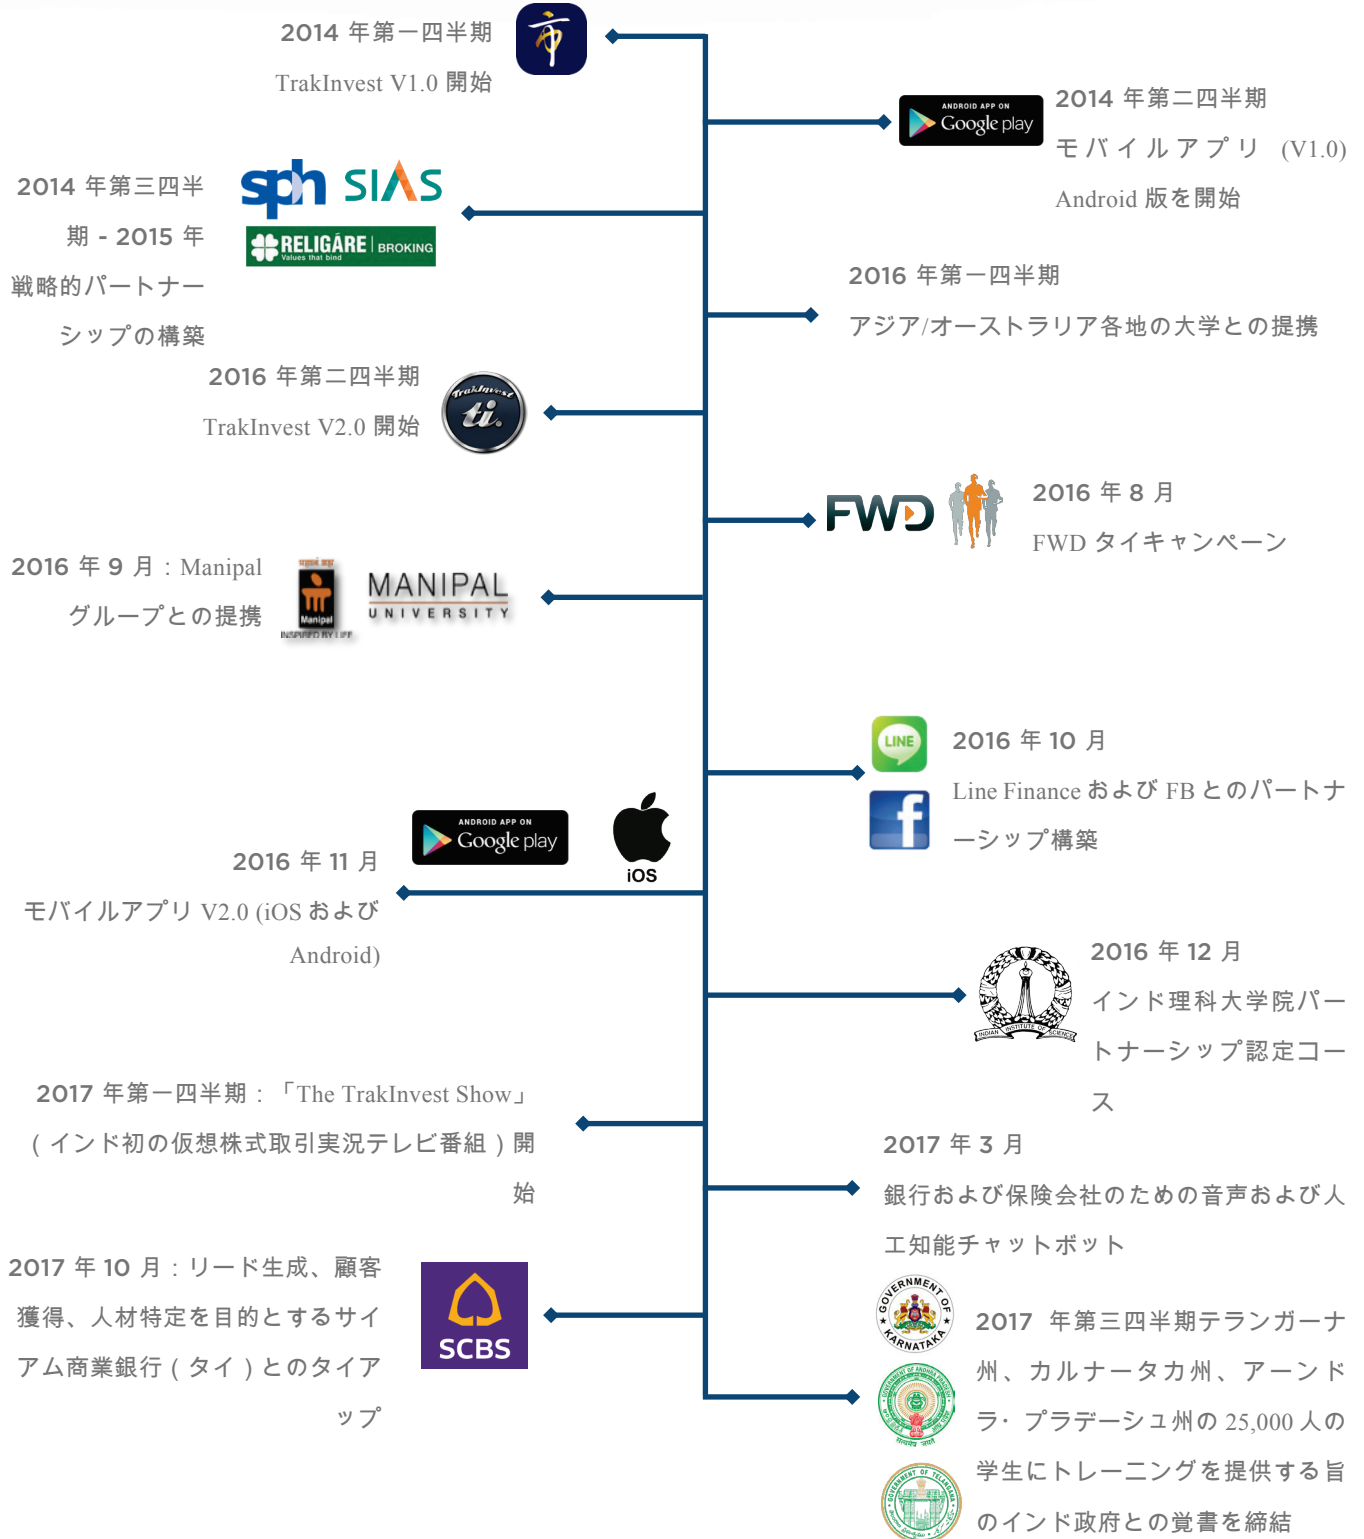 2014 年第一四半期
TrakInvest V1.0 開始
市
ANDROID APP ON
Google play
2014 年第二四半期
モバイルアプリ (V1.0)
Android 版を開始
2014 年第三四半
期 - 2015 年
戦略的パートナー
シップの構築
sph SIAS
RELIGARE BROKING
Values that bind
2016 年第一四半期
アジア/オーストラリア各地の大学との提携
2016 年第二四半期
TrakInvest V2.0 開始
TrakInvest
ti.
FWD
2016 年 8 月
FWD タイキャンペーン
2016 年 9 月：Manipal
グループとの提携
Manipal
INSPIRED BY LIFE
MANIPAL
UNIVERSITY
LINE
f
2016 年 10 月
Line Finance および FB とのパートナ
ーシップ構築
ANDROID APP ON
Google play
iOS
2016 年 11 月
モバイルアプリ V2.0 (iOS および
Android)
INDIAN INSTITUTE OF SCIENCE
2016 年 12 月
インド理科大学院パー
トナーシップ認定コー
ス
2017 年第一四半期：「The TrakInvest Show」
（インド初の仮想株式取引実況テレビ番組）開
始
2017 年 3 月
銀行および保険会社のための音声および人
工知能チャットボット
2017 年 10 月：リード生成、顧客
獲得、人材特定を目的とするサイ
アム商業銀行（タイ）とのタイア
ップ
SCBS
GOVERNMENT OF
KARNATAKA
GOVERNMENT OF ANDHRA PRADESH
सत्यमेव जयते
GOVERNMENT OF TELANGANA
2017 年第三四半期テランガーナ
州、カルナータカ州、アーンド
ラ・プラデーシュ州の 25,000 人の
学生にトレーニングを提供する旨
のインド政府との覚書を締結